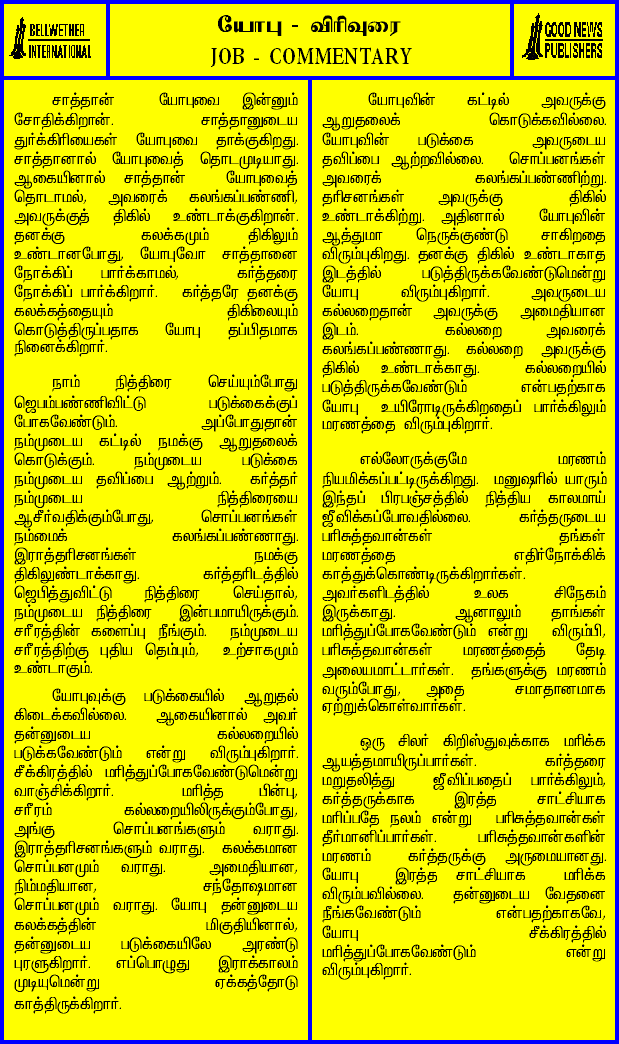 BELLWETHER
INTERNATIONAL
யோபு - விரிவுரை
JOB - COMMENTARY
GOOD NEWS
PUBLISHERS
சாத்தான் யோபுவை இன்னும்
சோதிக்கிறான். சாத்தானுடைய
துர்க்கிரியைகள் யோபுவை தாக்குகிறது.
சாத்தானால் யோபுவைத் தொடமுடியாது.
ஆகையினால் சாத்தான் யோபுவைத்
தொடாமல், அவரைக் கலங்கப்பண்ணி,
அவருக்குத் திகில் உண்டாக்குகிறான்.
தனக்கு கலக்கமும் திகிலும்
உண்டானபோது, யோபுவோ சாத்தானை
நோக்கிப் பார்க்காமல், கர்த்தரை
நோக்கிப் பார்க்கிறார். கர்த்தரே தனக்கு
கலக்கத்தையும் திகிலையும்
கொடுத்திருப்பதாக யோபு தப்பிதமாக
நினைக்கிறார்.
நாம் நித்திரை செய்யும்போது
ஜெபம்பண்ணிவிட்டு படுக்கைக்குப்
போகவேண்டும். அப்போதுதான்
நம்முடைய கட்டில் நமக்கு ஆறுதலைக்
கொடுக்கும். நம்முடைய படுக்கை
நம்முடைய தவிப்பை ஆற்றும். கர்த்தர்
நம்முடைய நித்திரையை
ஆசீர்வதிக்கும்போது, சொப்பனங்கள்
நம்மைக் கலங்கப்பண்ணாது.
இராத்தரிசனங்கள் நமக்கு
திகிலுண்டாக்காது. கர்த்தரிடத்தில்
ஜெபித்துவிட்டு நித்திரை செய்தால்,
நம்முடைய நித்திரை இன்பமாயிருக்கும்.
சரீரத்தின் களைப்பு நீங்கும். நம்முடைய
சரீரத்திற்கு புதிய தெம்பும், உற்சாகமும்
உண்டாகும்.
யோபுவுக்கு படுக்கையில் ஆறுதல்
கிடைக்கவில்லை. ஆகையினால் அவர்
தன்னுடைய கல்லறையில்
படுக்கவேண்டும் என்று விரும்புகிறார்.
சீக்கிரத்தில் மரித்துப்போகவேண்டுமென்று
வாஞ்சிக்கிறார். மரித்த பின்பு,
சரீரம் கல்லறையிலிருக்கும்போது,
அங்கு சொப்பனங்களும் வராது.
இராத்தரிசனங்களும் வராது. கலக்கமான
சொப்பனமும் வராது. அமைதியான,
நிம்மதியான, சந்தோஷமான
சொப்பனமும் வராது. யோபு தன்னுடைய
கலக்கத்தின் மிகுதியினால்,
தன்னுடைய படுக்கையிலே அரண்டு
புரளுகிறார். எப்பொழுது இராக்காலம்
முடியுமென்று ஏக்கத்தோடு
காத்திருக்கிறார்.
யோபுவின் கட்டில் அவருக்கு
ஆறுதலைக் கொடுக்கவில்லை.
யோபுவின் படுக்கை அவருடைய
தவிப்பை ஆற்றவில்லை. சொப்பனங்கள்
அவரைக் கலங்கப்பண்ணிற்று.
தரிசனங்கள் அவருக்கு திகில்
உண்டாக்கிற்று. அதினால் யோபுவின்
ஆத்துமா நெருக்குண்டு சாகிறதை
விரும்புகிறது. தனக்கு திகில் உண்டாகாத
இடத்தில் படுத்திருக்கவேண்டுமென்று
யோபு விரும்புகிறார். அவருடைய
கல்லறைதான் அவருக்கு அமைதியான
இடம். கல்லறை அவரைக்
கலங்கப்பண்ணாது. கல்லறை அவருக்கு
திகில் உண்டாக்காது. கல்லறையில்
படுத்திருக்கவேண்டும் என்பதற்காக
யோபு உயிரோடிருக்கிறதைப் பார்க்கிலும்
மரணத்தை விரும்புகிறார்.
எல்லோருக்குமே மரணம்
நியமிக்கப்பட்டிருக்கிறது. மனுஷரில் யாரும்
இந்தப் பிரபஞ்சத்தில் நித்திய காலமாய்
ஜீவிக்கப்போவதில்லை. கர்த்தருடைய
பரிசுத்தவான்கள் தங்கள்
மரணத்தை எதிர்நோக்கிக்
காத்துக்கொண்டிருக்கிறார்கள்.
அவர்களிடத்தில் உலக சிநேகம்
இருக்காது. ஆனாலும் தாங்கள்
மரித்துப்போகவேண்டும் என்று விரும்பி,
பரிசுத்தவான்கள் மரணத்தைத் தேடி
அலையமாட்டார்கள். தங்களுக்கு மரணம்
வரும்போது, அதை சமாதானமாக
ஏற்றுக்கொள்வார்கள்.
ஒரு சிலர் கிறிஸ்துவுக்காக மரிக்க
ஆயத்தமாயிருப்பார்கள். கர்த்தரை
மறுதலித்து ஜீவிப்பதைப் பார்க்கிலும்,
கர்த்தருக்காக இரத்த சாட்சியாக
மரிப்பதே நலம் என்று பரிசுத்தவான்கள்
தீர்மானிப்பார்கள். பரிசுத்தவான்களின்
மரணம் கர்த்தருக்கு அருமையானது.
யோபு இரத்த சாட்சியாக மரிக்க
விரும்பவில்லை. தன்னுடைய வேதனை
நீங்கவேண்டும் என்பதற்காகவே,
யோபு சீக்கிரத்தில்
மரித்துப்போகவேண்டும் என்று
விரும்புகிறார்.